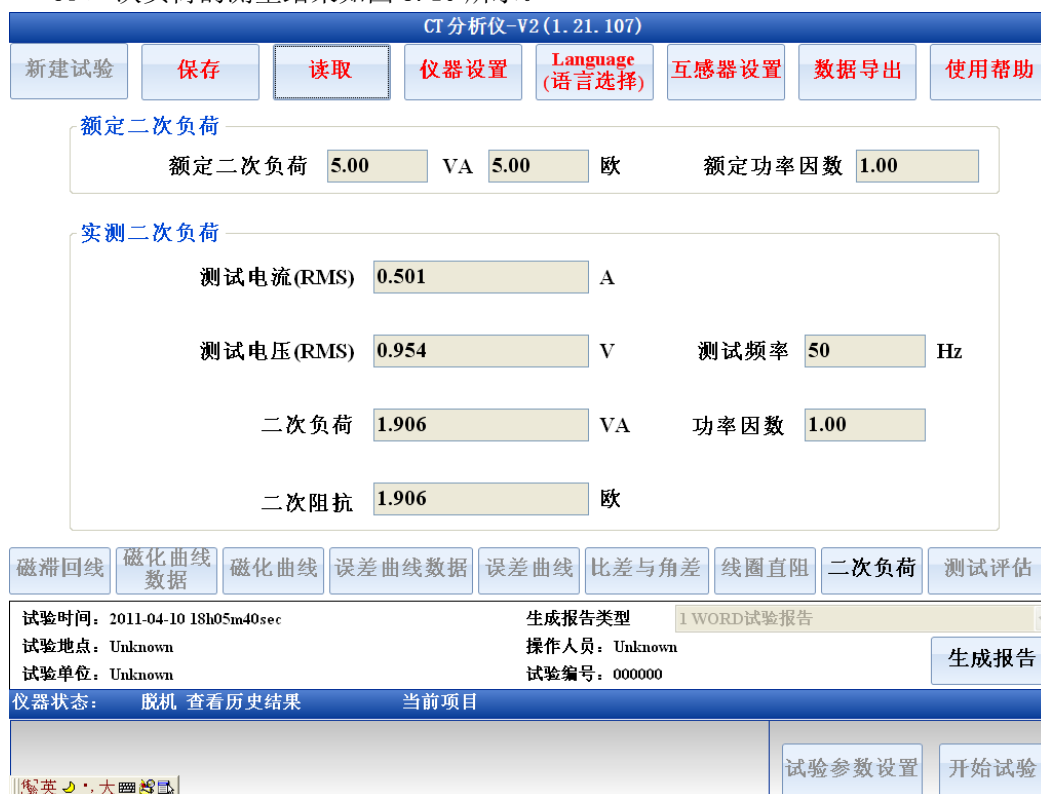 CT分析仪-V2(1.21.107)
新建试验 保存 读取 仪器设置 Language (语言选择) 互感器设置 数据导出 使用帮助
额定二次负荷
额定二次负荷 5.00 VA 5.00 欧 额定功率因数 1.00
实测二次负荷
测试电流(RMS) 0.501 A
测试电压(RMS) 0.954 V 测试频率 50 Hz
二次负荷 1.906 VA 功率因数 1.00
二次阻抗 1.906 欧
磁滞回线 磁化曲线数据 磁化曲线 误差曲线数据 误差曲线 比差与角差 线圈直阻 二次负荷 测试评估
试验时间：2011-04-10 18h05m40sec 生成报告类型 1 WORD试验报告
试验地点：Unknown 操作人员：Unknown
试验单位：Unknown 试验编号：000000
生成报告
仪器状态： 脱机 查看历史结果 当前项目
试验参数设置 开始试验
英 大